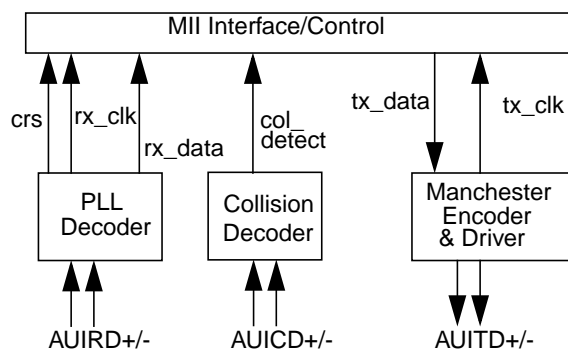 MII Interface/Control
crs
rx_clk
rx_data
col_
detect
tx_data
tx_clk
PLL
Decoder
Collision
Decoder
Manchester
Encoder
& Driver
AUIRD+/-
AUICD+/-
AUITD+/-